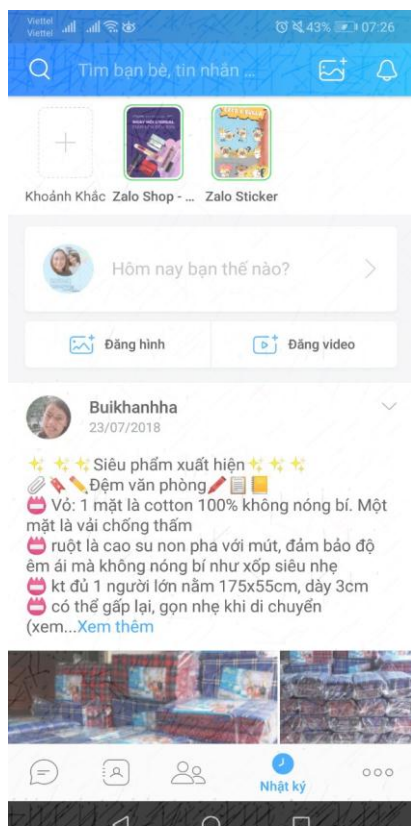 Viettel
Viettel
43% 07:26
Tìm bạn bè, tin nhắn ...
Khoảnh Khắc Zalo Shop - ... Zalo Sticker
Hôm nay bạn thế nào?
Đăng hình Đăng video
Buikhanhha
23/07/2018
✨✨✨Siêu phẩm xuất hiện✨✨✨
📎🔖✏️Đệm văn phòng🖍️📋📒
📛 Vỏ: 1 mặt là cotton 100% không nóng bí. Một
mặt là vải chống thấm
📛 ruột là cao su non pha với mút, đảm bảo độ
êm ái mà không nóng bí như xốp siêu nhẹ
📛 kt đủ 1 người lớn nằm 175x55cm, dày 3cm
📛 có thể gấp lại, gọn nhẹ khi di chuyển
(xem...Xem thêm
Nhật ký